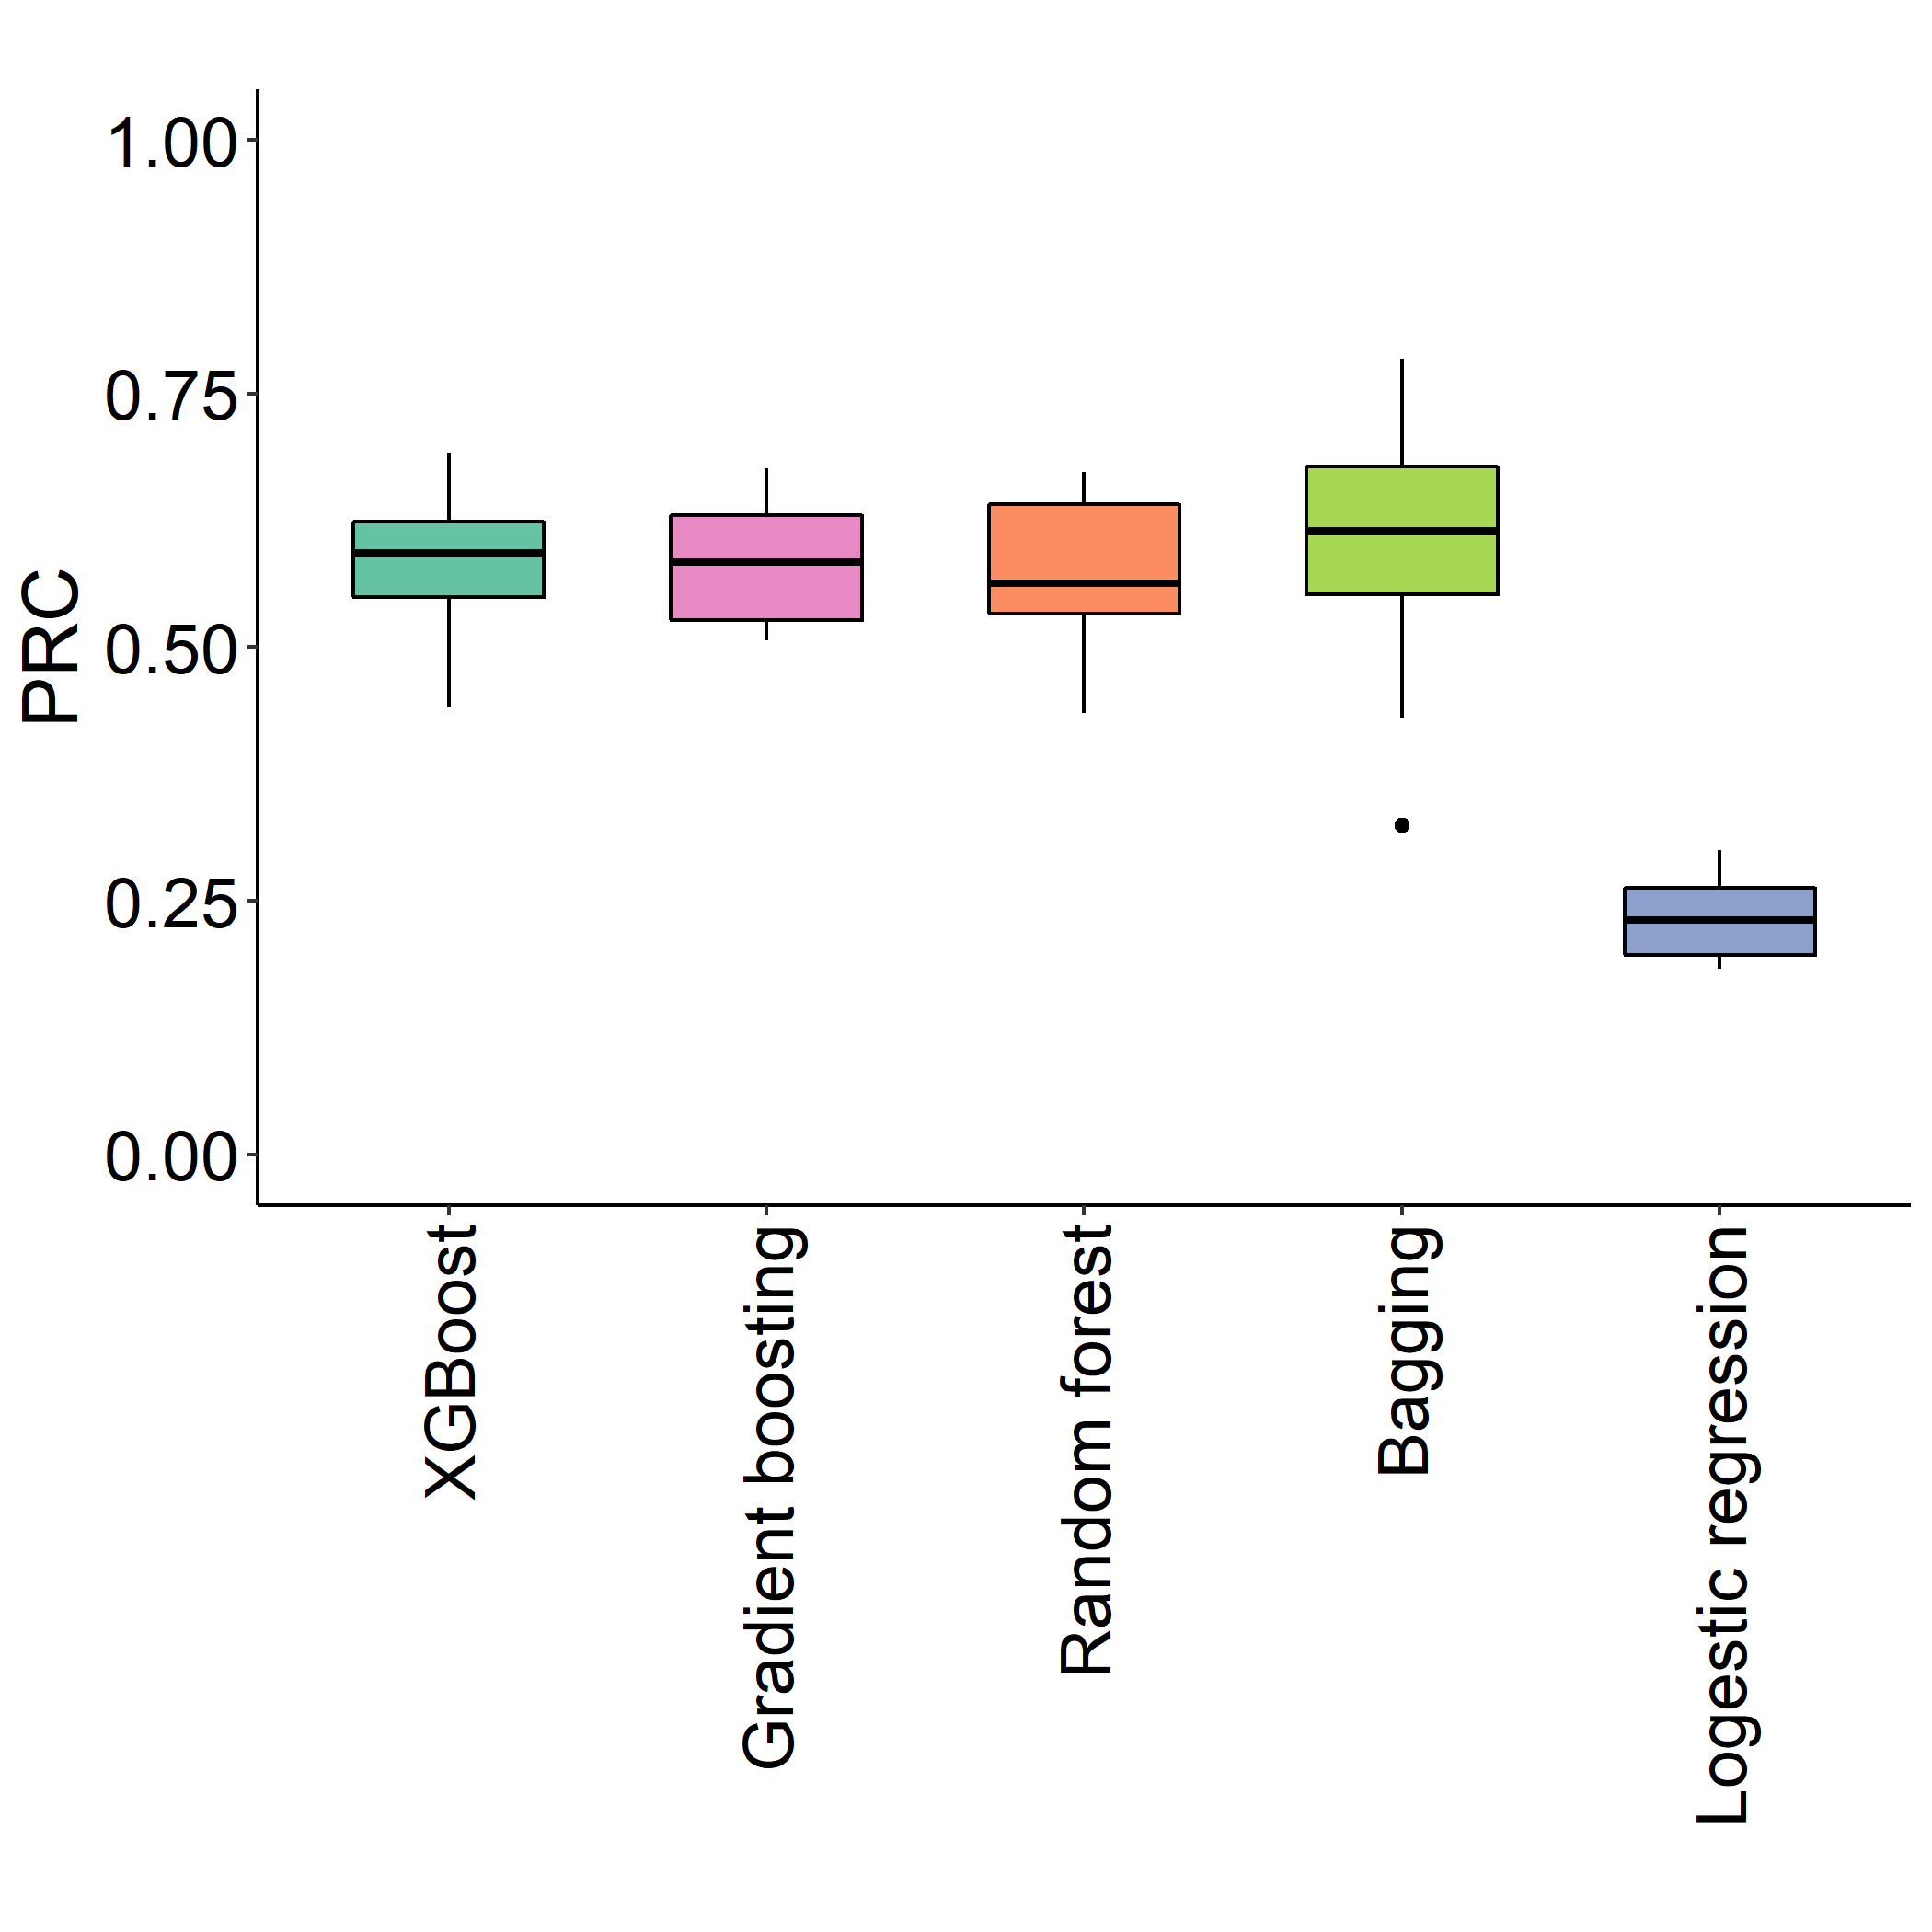 1.00
0.75
0.50
0.25
0.00
PRC
XGBoost
Gradient boosting
Random forest
Bagging
Logestic regression